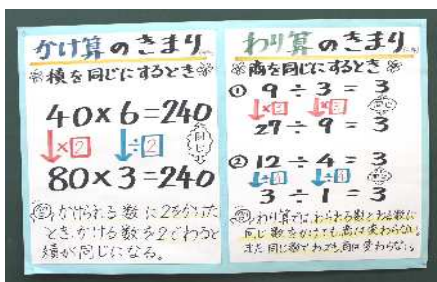 かけ算のきまり
積を同じにするとき
40×6=240
×2 ÷2 同じ
80×3=240
かけられる数に2をかけた
とき、かける数を2でわると
積が同じになる。
わり算のきまり
商を同じにするとき
① 9÷3=3
×3 ×3
27÷9=3
② 12÷4=3
÷4 ÷4
3÷1=3
わり算では、わられる数とわる数に
同じ数をかけても、商は変わらない。
また同じ数でわっても、商は変わらない。